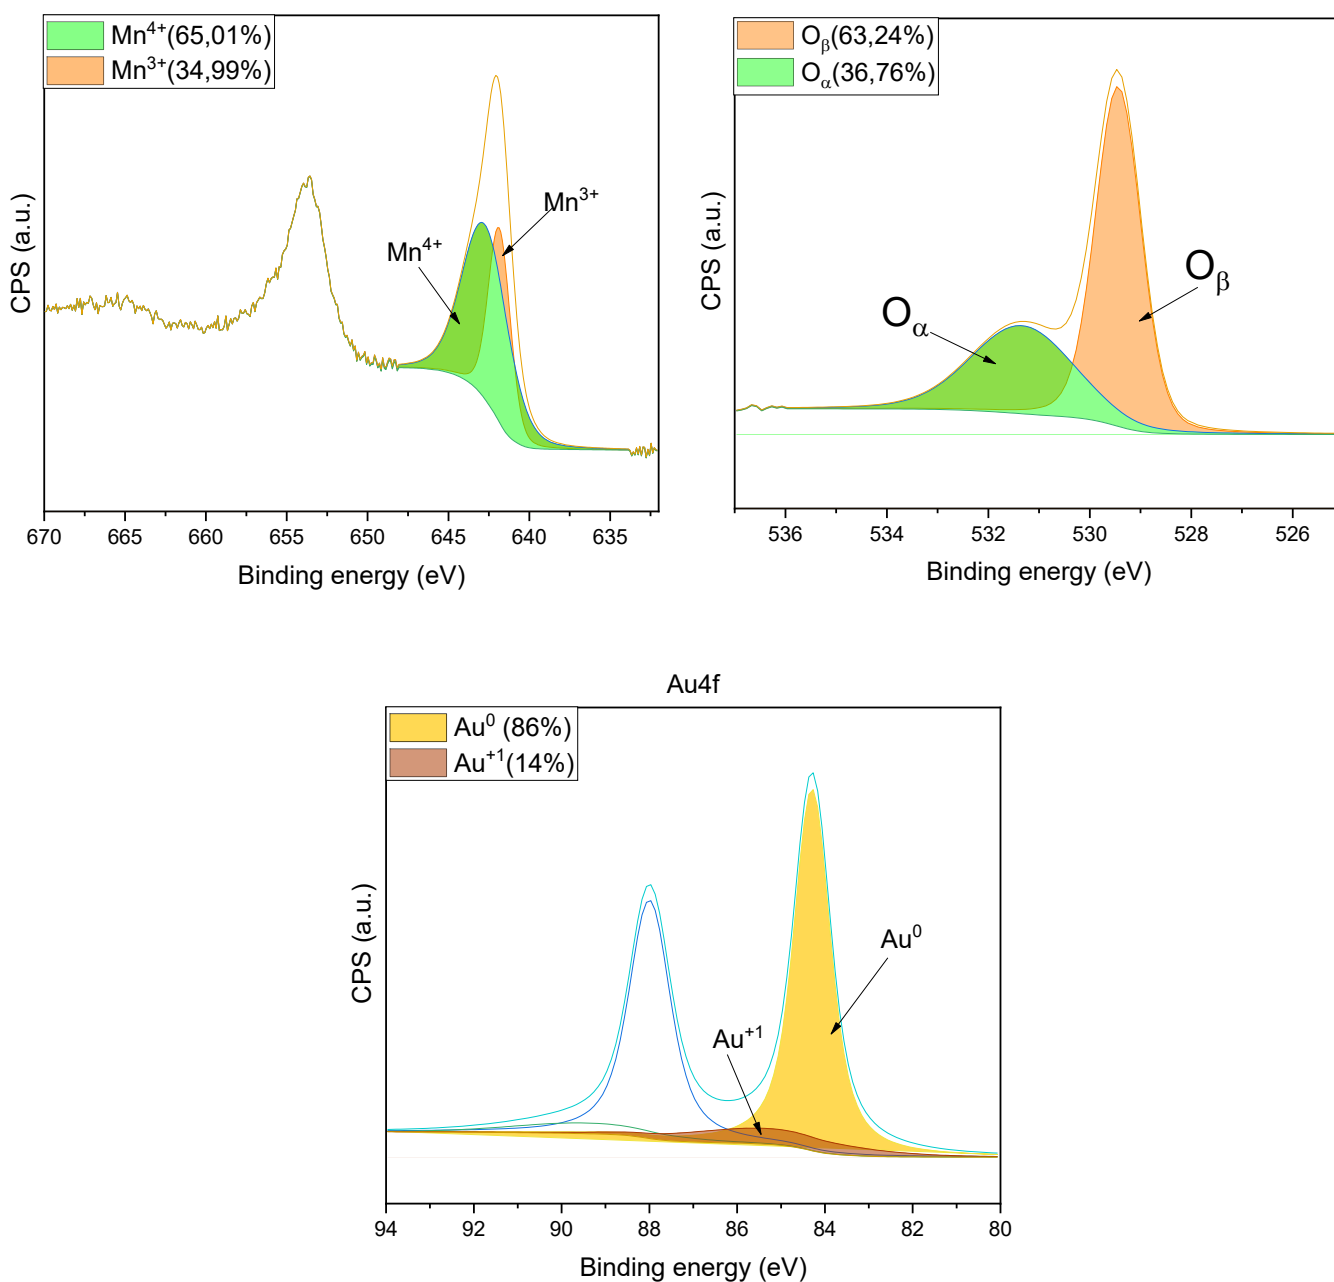 Mn⁴⁺(65,01%)
Mn³⁺(34,99%)
Mn³⁺
Mn⁴⁺
CPS (a.u.)
670 665 660 655 650 645 640 635
Binding energy (eV)
Oβ(63,24%)
Oα(36,76%)
Oβ
Oα
CPS (a.u.)
536 534 532 530 528 526
Binding energy (eV)
Au4f
Au⁰ (86%)
Au⁺¹(14%)
Au⁰
Au⁺¹
CPS (a.u.)
94 92 90 88 86 84 82 80
Binding energy (eV)